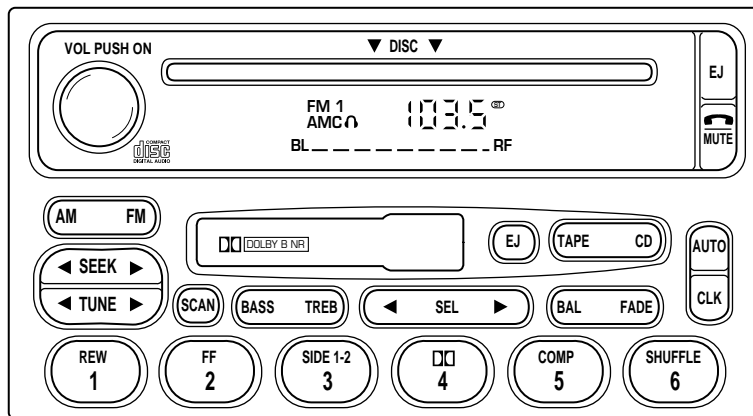 VOL PUSH ON
DISC
EJ
MUTE
FM 1
AMC
103.5 ST
BL RF
COMPACT
disc
DIGITAL AUDIO
AM FM
DOLBY B NR
EJ
TAPE CD
AUTO
CLK
SEEK
TUNE
SCAN
BASS TREB
SEL
BAL FADE
REW
1
FF
2
SIDE 1-2
3
4
COMP
5
SHUFFLE
6